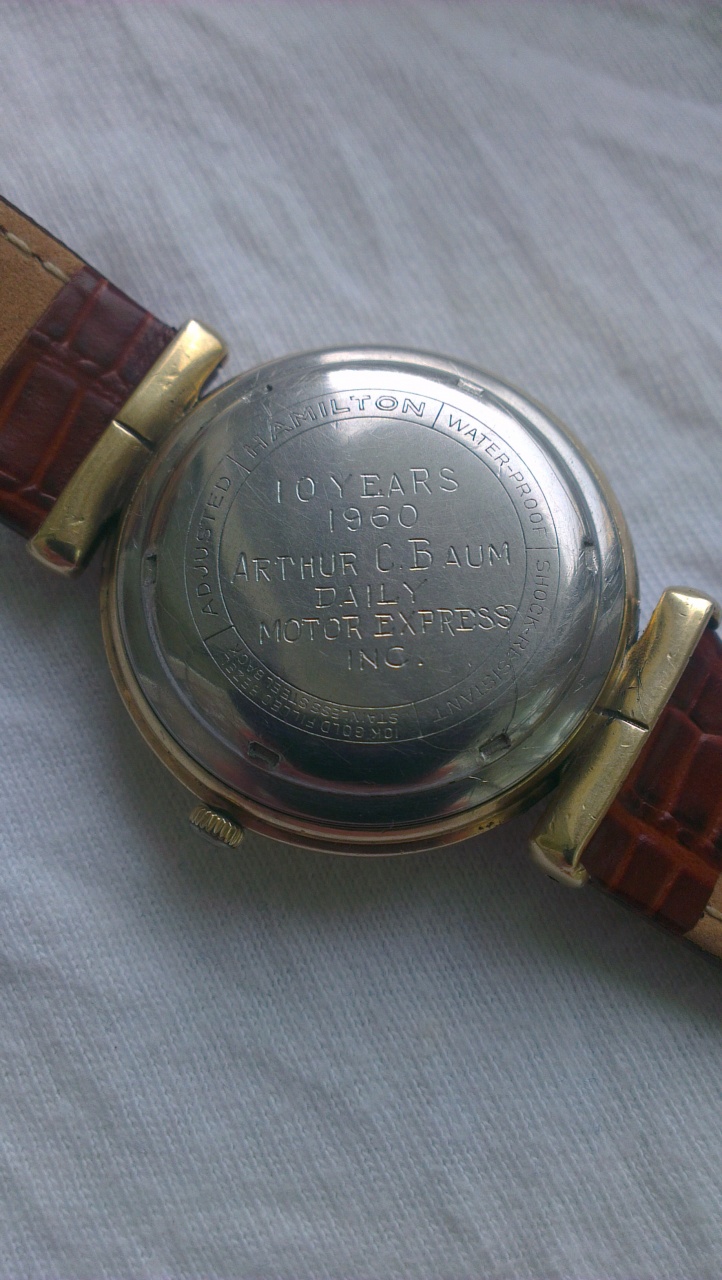 HAMILTON
WATER-PROOF
SHOCK-RESISTANT
10K GOLD FILLED BEZEL
STAINLESS STEEL BACK
ADJUSTED
10 YEARS
1960
ARTHUR C. BAUM
DAILY
MOTOR EXPRESS
INC.